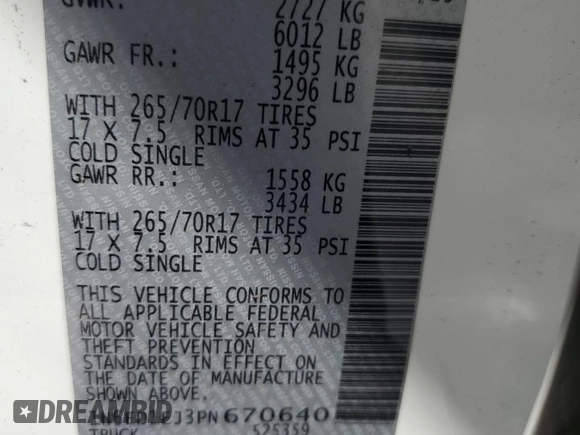 GVWR: 2727 KG
6012 LB
GAWR FR.: 1495 KG
3296 LB
WITH 265/70R17 TIRES
17 X 7.5 RIMS AT 35 PSI
COLD SINGLE
GAWR RR.: 1558 KG
3434 LB
WITH 265/70R17 TIRES
17 X 7.5 RIMS AT 35 PSI
COLD SINGLE
THIS VEHICLE CONFORMS TO
ALL APPLICABLE FEDERAL
MOTOR VEHICLE SAFETY AND
THEFT PREVENTION
STANDARDS IN EFFECT ON
THE DATE OF MANUFACTURE
SHOWN ABOVE.
J3PN670640
TRUCK 525359
DREAMBID